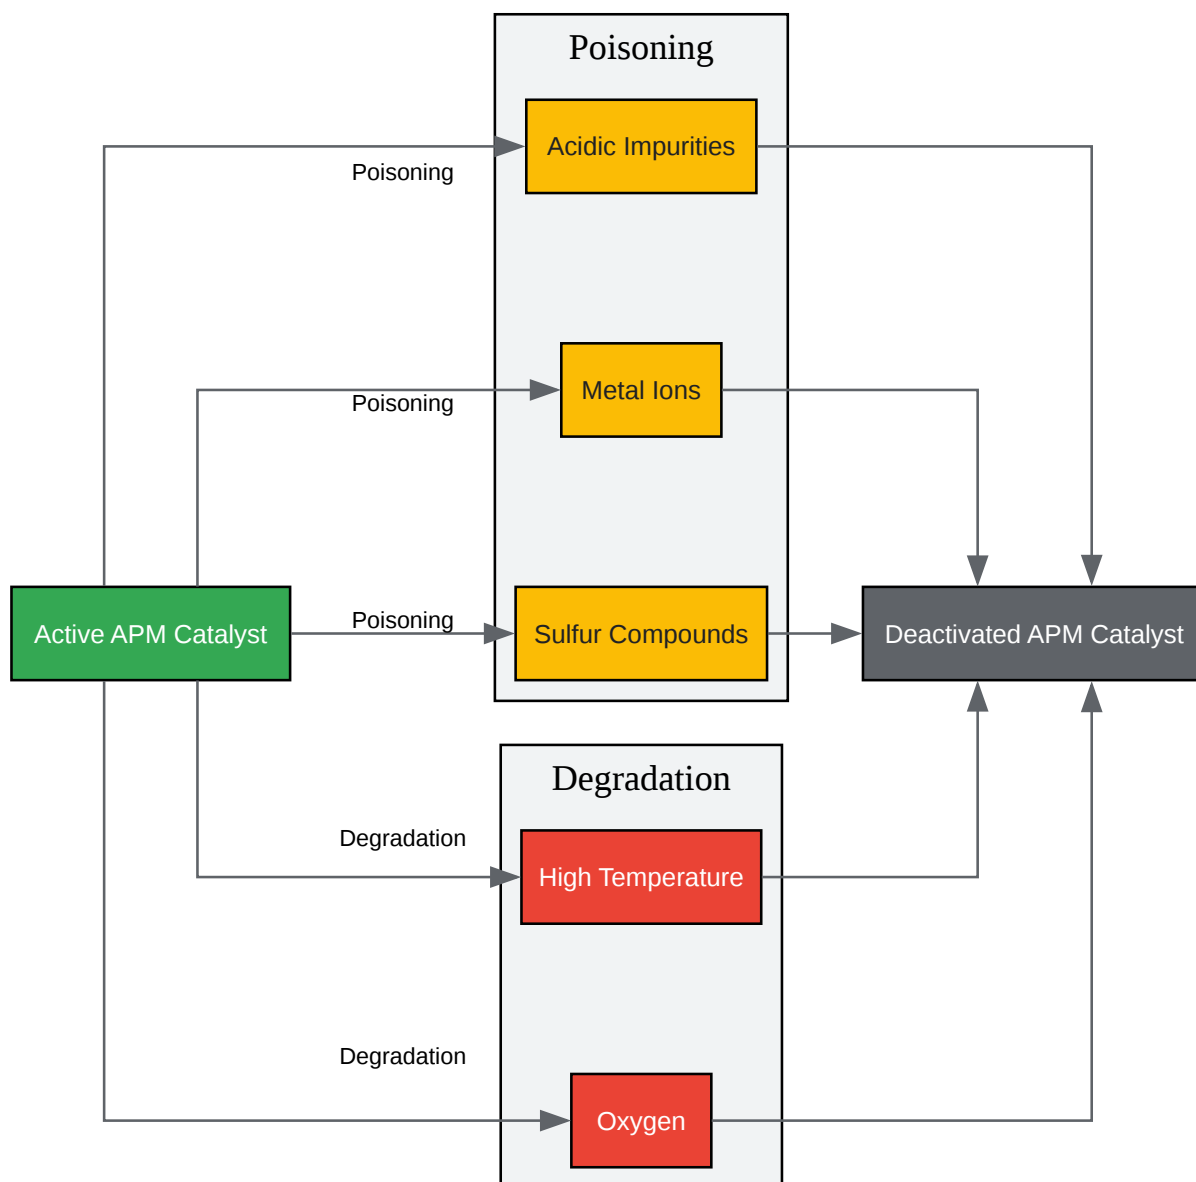 Poisoning
Acidic Impurities
Poisoning
Metal Ions
Poisoning
Active APM Catalyst
Poisoning
Sulfur Compounds
Deactivated APM Catalyst
Degradation
Degradation
High Temperature
Degradation
Oxygen